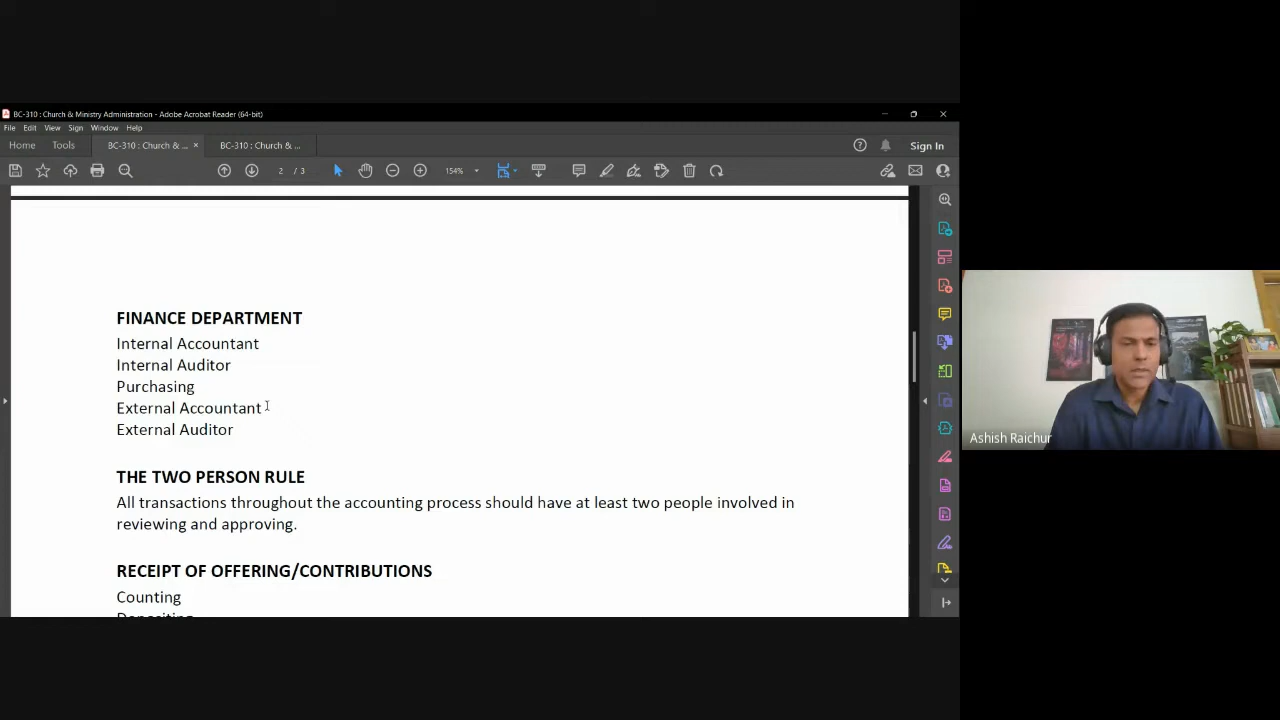 BC-310 : Church & Ministry Administration - Adobe Acrobat Reader (64-bit)
File Edit View Sign Window Help
Home Tools BC-310 : Church & ... × BC-310 : Church & ... Sign In
2 / 3 154%
FINANCE DEPARTMENT
Internal Accountant
Internal Auditor
Purchasing
External Accountant
External Auditor
THE TWO PERSON RULE
All transactions throughout the accounting process should have at least two people involved in
reviewing and approving.
RECEIPT OF OFFERING/CONTRIBUTIONS
Counting
Depositing
Ashish Raichur